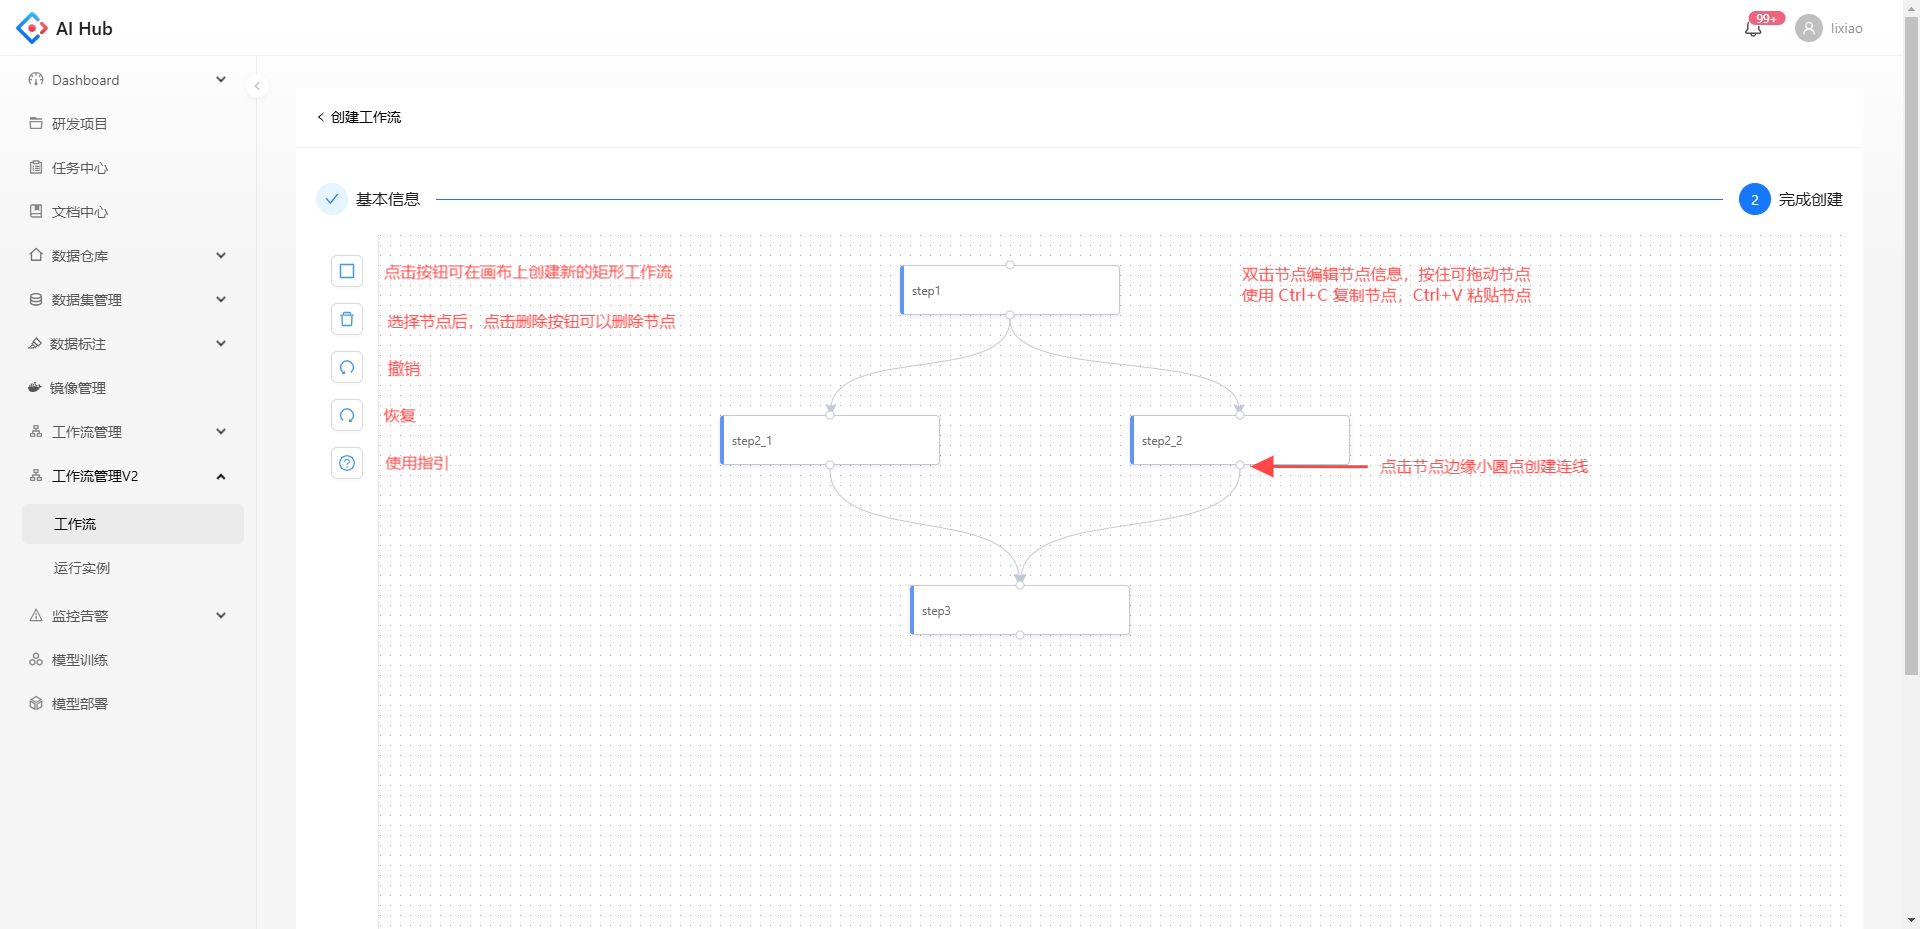 AI Hub
99+
lixiao
Dashboard
研发项目
任务中心
文档中心
数据仓库
数据集管理
数据标注
镜像管理
工作流管理
工作流管理V2
工作流
运行实例
监控告警
模型训练
模型部署
创建工作流
基本信息
2 完成创建
点击按钮可在画布上创建新的矩形工作流
选择节点后，点击删除按钮可以删除节点
撤销
恢复
使用指引
step1
双击节点编辑节点信息，按住可拖动节点
使用 Ctrl+C 复制节点，Ctrl+V 粘贴节点
step2_1
step2_2
点击节点边缘小圆点创建连线
step3